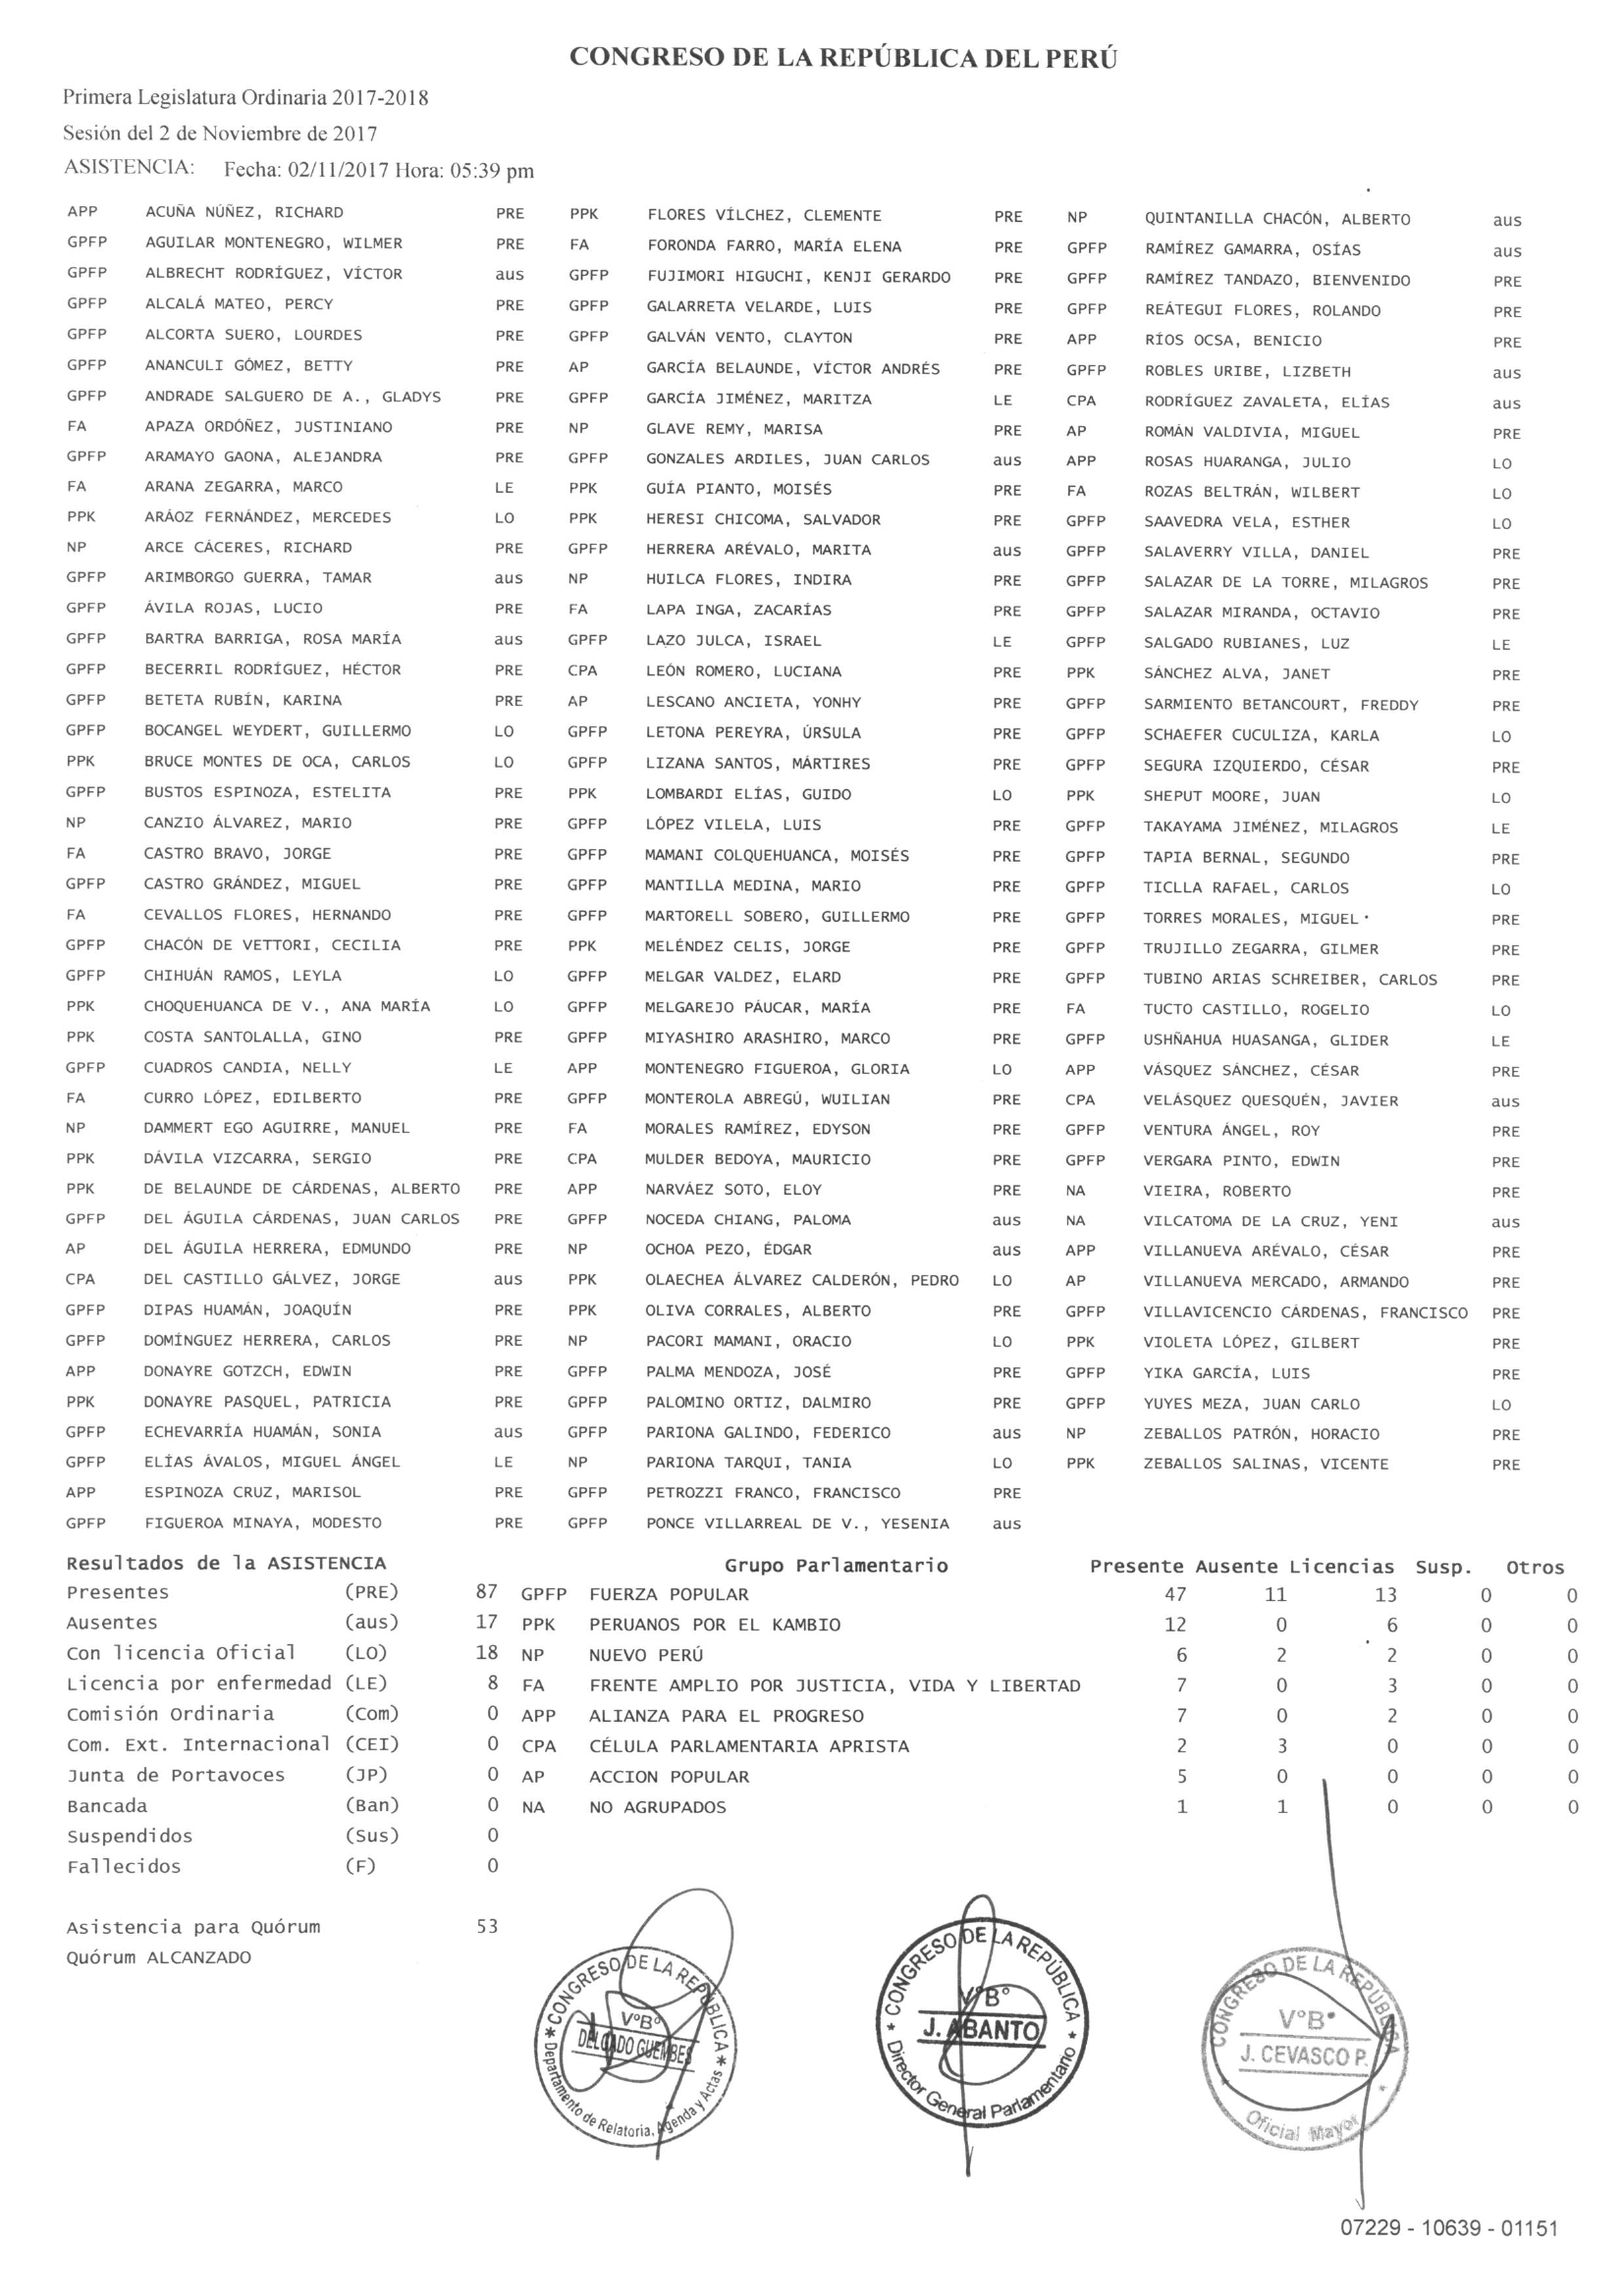 CONGRESO DE LA REPÚBLICA DEL PERÚ
Primera Legislatura Ordinaria 2017-2018
Sesión del 2 de Noviembre de 2017
ASISTENCIA: Fecha: 02/11/2017 Hora: 05:39 pm
APP ACUÑA NÚÑEZ, RICHARD PRE PPK FLORES VÍLCHEZ, CLEMENTE PRE NP QUINTANILLA CHACÓN, ALBERTO aus
GPFP AGUILAR MONTENEGRO, WILMER PRE FA FORONDA FARRO, MARÍA ELENA PRE GPFP RAMÍREZ GAMARRA, OSÍAS aus
GPFP ALBRECHT RODRÍGUEZ, VÍCTOR aus GPFP FUJIMORI HIGUCHI, KENJI GERARDO PRE GPFP RAMÍREZ TANDAZO, BIENVENIDO PRE
GPFP ALCALÁ MATEO, PERCY PRE GPFP GALARRETA VELARDE, LUIS PRE GPFP REÁTEGUI FLORES, ROLANDO PRE
GPFP ALCORTA SUERO, LOURDES PRE GPFP GALVÁN VENTO, CLAYTON PRE APP RÍOS OCSA, BENICIO PRE
GPFP ANANCULI GÓMEZ, BETTY PRE AP GARCÍA BELAUNDE, VÍCTOR ANDRÉS PRE GPFP ROBLES URIBE, LIZBETH aus
GPFP ANDRADE SALGUERO DE A., GLADYS PRE GPFP GARCÍA JIMÉNEZ, MARITZA LE CPA RODRÍGUEZ ZAVALETA, ELÍAS aus
FA APAZA ORDÓÑEZ, JUSTINIANO PRE NP GLAVE REMY, MARISA PRE AP ROMÁN VALDIVIA, MIGUEL PRE
GPFP ARAMAYO GAONA, ALEJANDRA PRE GPFP GONZALES ARDILES, JUAN CARLOS aus APP ROSAS HUARANGA, JULIO LO
FA ARANA ZEGARRA, MARCO LE PPK GUÍA PIANTO, MOISÉS PRE FA ROZAS BELTRÁN, WILBERT LO
PPK ARÁOZ FERNÁNDEZ, MERCEDES LO PPK HERESI CHICOMA, SALVADOR PRE GPFP SAAVEDRA VELA, ESTHER LO
NP ARCE CÁCERES, RICHARD PRE GPFP HERRERA ARÉVALO, MARITA aus GPFP SALAVERRY VILLA, DANIEL PRE
GPFP ARIMBORGO GUERRA, TAMAR aus NP HUILCA FLORES, INDIRA PRE GPFP SALAZAR DE LA TORRE, MILAGROS PRE
GPFP ÁVILA ROJAS, LUCIO PRE FA LAPA INGA, ZACARÍAS PRE GPFP SALAZAR MIRANDA, OCTAVIO PRE
GPFP BARTRA BARRIGA, ROSA MARÍA aus GPFP LAZO JULCA, ISRAEL LE GPFP SALGADO RUBIANES, LUZ LE
GPFP BECERRIL RODRÍGUEZ, HÉCTOR PRE CPA LEÓN ROMERO, LUCIANA PRE PPK SÁNCHEZ ALVA, JANET PRE
GPFP BETETA RUBÍN, KARINA PRE AP LESCANO ANCIETA, YONHY PRE GPFP SARMIENTO BETANCOURT, FREDDY PRE
GPFP BOCANGEL WEYDERT, GUILLERMO LO GPFP LETONA PEREYRA, ÚRSULA PRE GPFP SCHAEFER CUCULIZA, KARLA LO
PPK BRUCE MONTES DE OCA, CARLOS LO GPFP LIZANA SANTOS, MÁRTIRES PRE GPFP SEGURA IZQUIERDO, CÉSAR PRE
GPFP BUSTOS ESPINOZA, ESTELITA PRE PPK LOMBARDI ELÍAS, GUIDO LO PPK SHEPUT MOORE, JUAN LO
NP CANZIO ÁLVAREZ, MARIO PRE GPFP LÓPEZ VILELA, LUIS PRE GPFP TAKAYAMA JIMÉNEZ, MILAGROS LE
FA CASTRO BRAVO, JORGE PRE GPFP MAMANI COLQUEHUANCA, MOISÉS PRE GPFP TAPIA BERNAL, SEGUNDO PRE
GPFP CASTRO GRÁNDEZ, MIGUEL PRE GPFP MANTILLA MEDINA, MARIO PRE GPFP TICLLA RAFAEL, CARLOS LO
FA CEVALLOS FLORES, HERNANDO PRE GPFP MARTORELL SOBERO, GUILLERMO PRE GPFP TORRES MORALES, MIGUEL PRE
GPFP CHACÓN DE VETTORI, CECILIA PRE PPK MELÉNDEZ CELIS, JORGE PRE GPFP TRUJILLO ZEGARRA, GILMER PRE
GPFP CHIHUÁN RAMOS, LEYLA LO GPFP MELGAR VALDEZ, ELARD PRE GPFP TUBINO ARIAS SCHREIBER, CARLOS PRE
PPK CHOQUEHUANCA DE V., ANA MARÍA LO GPFP MELGAREJO PÁUCAR, MARÍA PRE FA TUCTO CASTILLO, ROGELIO LO
PPK COSTA SANTOLALLA, GINO PRE GPFP MIYASHIRO ARASHIRO, MARCO PRE GPFP USHÑAHUA HUASANGA, GLIDER LE
GPFP CUADROS CANDIA, NELLY LE APP MONTENEGRO FIGUEROA, GLORIA LO APP VÁSQUEZ SÁNCHEZ, CÉSAR PRE
FA CURRO LÓPEZ, EDILBERTO PRE GPFP MONTEROLA ABREGÚ, WUILIAN PRE CPA VELÁSQUEZ QUESQUÉN, JAVIER aus
NP DAMMERT EGO AGUIRRE, MANUEL PRE FA MORALES RAMÍREZ, EDYSON PRE GPFP VENTURA ÁNGEL, ROY PRE
PPK DÁVILA VIZCARRA, SERGIO PRE CPA MULDER BEDOYA, MAURICIO PRE GPFP VERGARA PINTO, EDWIN PRE
PPK DE BELAUNDE DE CÁRDENAS, ALBERTO PRE APP NARVÁEZ SOTO, ELOY PRE NA VIEIRA, ROBERTO PRE
GPFP DEL ÁGUILA CÁRDENAS, JUAN CARLOS PRE GPFP NOCEDA CHIANG, PALOMA aus NA VILCATOMA DE LA CRUZ, YENI aus
AP DEL ÁGUILA HERRERA, EDMUNDO PRE NP OCHOA PEZO, ÉDGAR aus APP VILLANUEVA ARÉVALO, CÉSAR PRE
CPA DEL CASTILLO GÁLVEZ, JORGE aus PPK OLAECHEA ÁLVAREZ CALDERÓN, PEDRO LO AP VILLANUEVA MERCADO, ARMANDO PRE
GPFP DIPAS HUAMÁN, JOAQUÍN PRE PPK OLIVA CORRALES, ALBERTO PRE GPFP VILLAVICENCIO CÁRDENAS, FRANCISCO PRE
GPFP DOMÍNGUEZ HERRERA, CARLOS PRE NP PACORI MAMANI, ORACIO LO PPK VIOLETA LÓPEZ, GILBERT PRE
APP DONAYRE GOTZCH, EDWIN PRE GPFP PALMA MENDOZA, JOSÉ PRE GPFP YIKA GARCÍA, LUIS PRE
PPK DONAYRE PASQUEL, PATRICIA PRE GPFP PALOMINO ORTIZ, DALMIRO PRE GPFP YUYES MEZA, JUAN CARLO LO
GPFP ECHEVARRÍA HUAMÁN, SONIA aus GPFP PARIONA GALINDO, FEDERICO aus NP ZEBALLOS PATRÓN, HORACIO PRE
GPFP ELÍAS ÁVALOS, MIGUEL ÁNGEL LE NP PARIONA TARQUI, TANIA LO PPK ZEBALLOS SALINAS, VICENTE PRE
APP ESPINOZA CRUZ, MARISOL PRE GPFP PETROZZI FRANCO, FRANCISCO PRE
GPFP FIGUEROA MINAYA, MODESTO PRE GPFP PONCE VILLARREAL DE V., YESENIA aus
Resultados de la ASISTENCIA Grupo Parlamentario Presente Ausente Licencias Susp. Otros
Presentes (PRE) 87 GPFP FUERZA POPULAR 47 11 13 0 0
Ausentes (aus) 17 PPK PERUANOS POR EL KAMBIO 12 0 6 0 0
Con licencia Oficial (LO) 18 NP NUEVO PERÚ 6 2 2 0 0
Licencia por enfermedad (LE) 8 FA FRENTE AMPLIO POR JUSTICIA, VIDA Y LIBERTAD 7 0 3 0 0
Comisión Ordinaria (Com) 0 APP ALIANZA PARA EL PROGRESO 7 0 2 0 0
Com. Ext. Internacional (CEI) 0 CPA CÉLULA PARLAMENTARIA APRISTA 2 3 0 0 0
Junta de Portavoces (JP) 0 AP ACCION POPULAR 5 0 0 0 0
Bancada (Ban) 0 NA NO AGRUPADOS 1 1 0 0 0
Suspendidos (Sus) 0
Fallecidos (F) 0
Asistencia para Quórum 53
Quórum ALCANZADO
CONGRESO DE LA REPÚBLICA
V°B°
DELGADO GUEMBES
Departamento de Relatoria, Agenda y Actas
CONGRESO DE LA REPÚBLICA
V°B°
J. ABANTO
Director General Parlamentario
CONGRESO DE LA REPÚBLICA
V°B°
J. CEVASCO P.
Oficial Mayor
07229 - 10639 - 01151